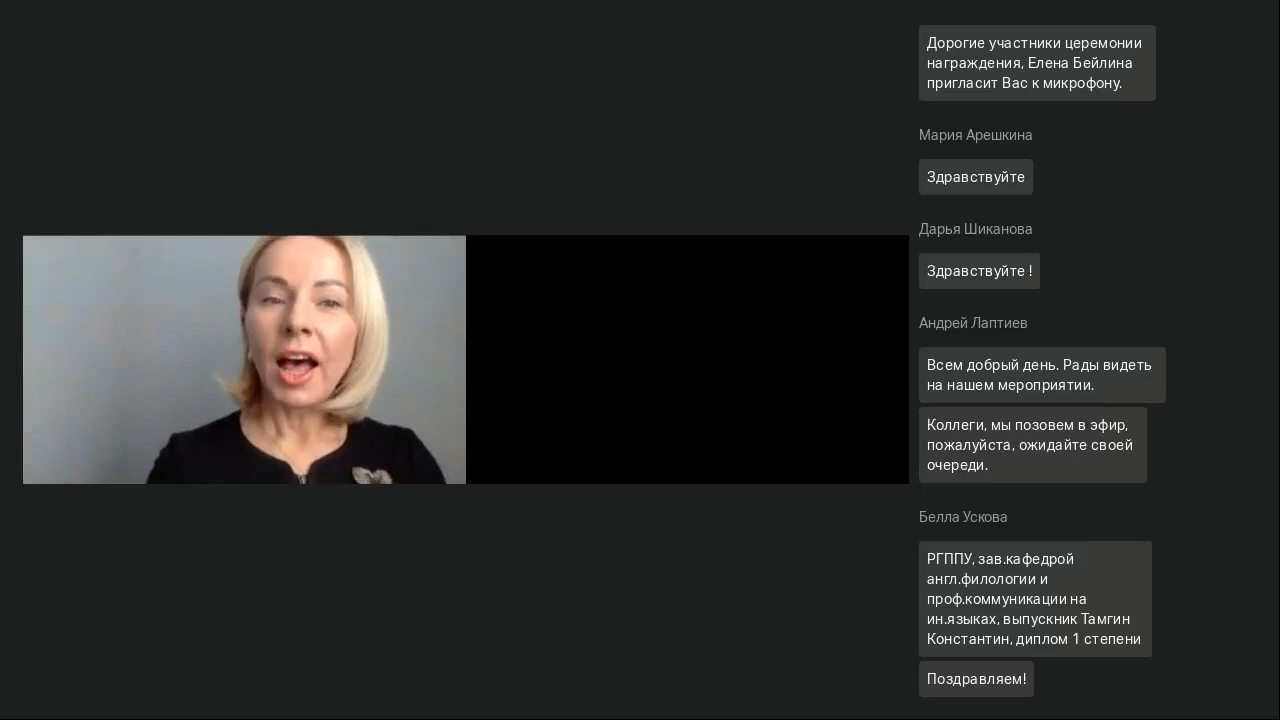 Дорогие участники церемонии
награждения, Елена Бейлина
пригласит Вас к микрофону.
Мария Арешкина
Здравствуйте
Дарья Шиканова
Здравствуйте !
Андрей Лаптиев
Всем добрый день. Рады видеть
на нашем мероприятии.
Коллеги, мы позовем в эфир,
пожалуйста, ожидайте своей
очереди.
Белла Ускова
РГППУ, зав.кафедрой
англ.филологии и
проф.коммуникации на
ин.языках, выпускник Тамгин
Константин, диплом 1 степени
Поздравляем!